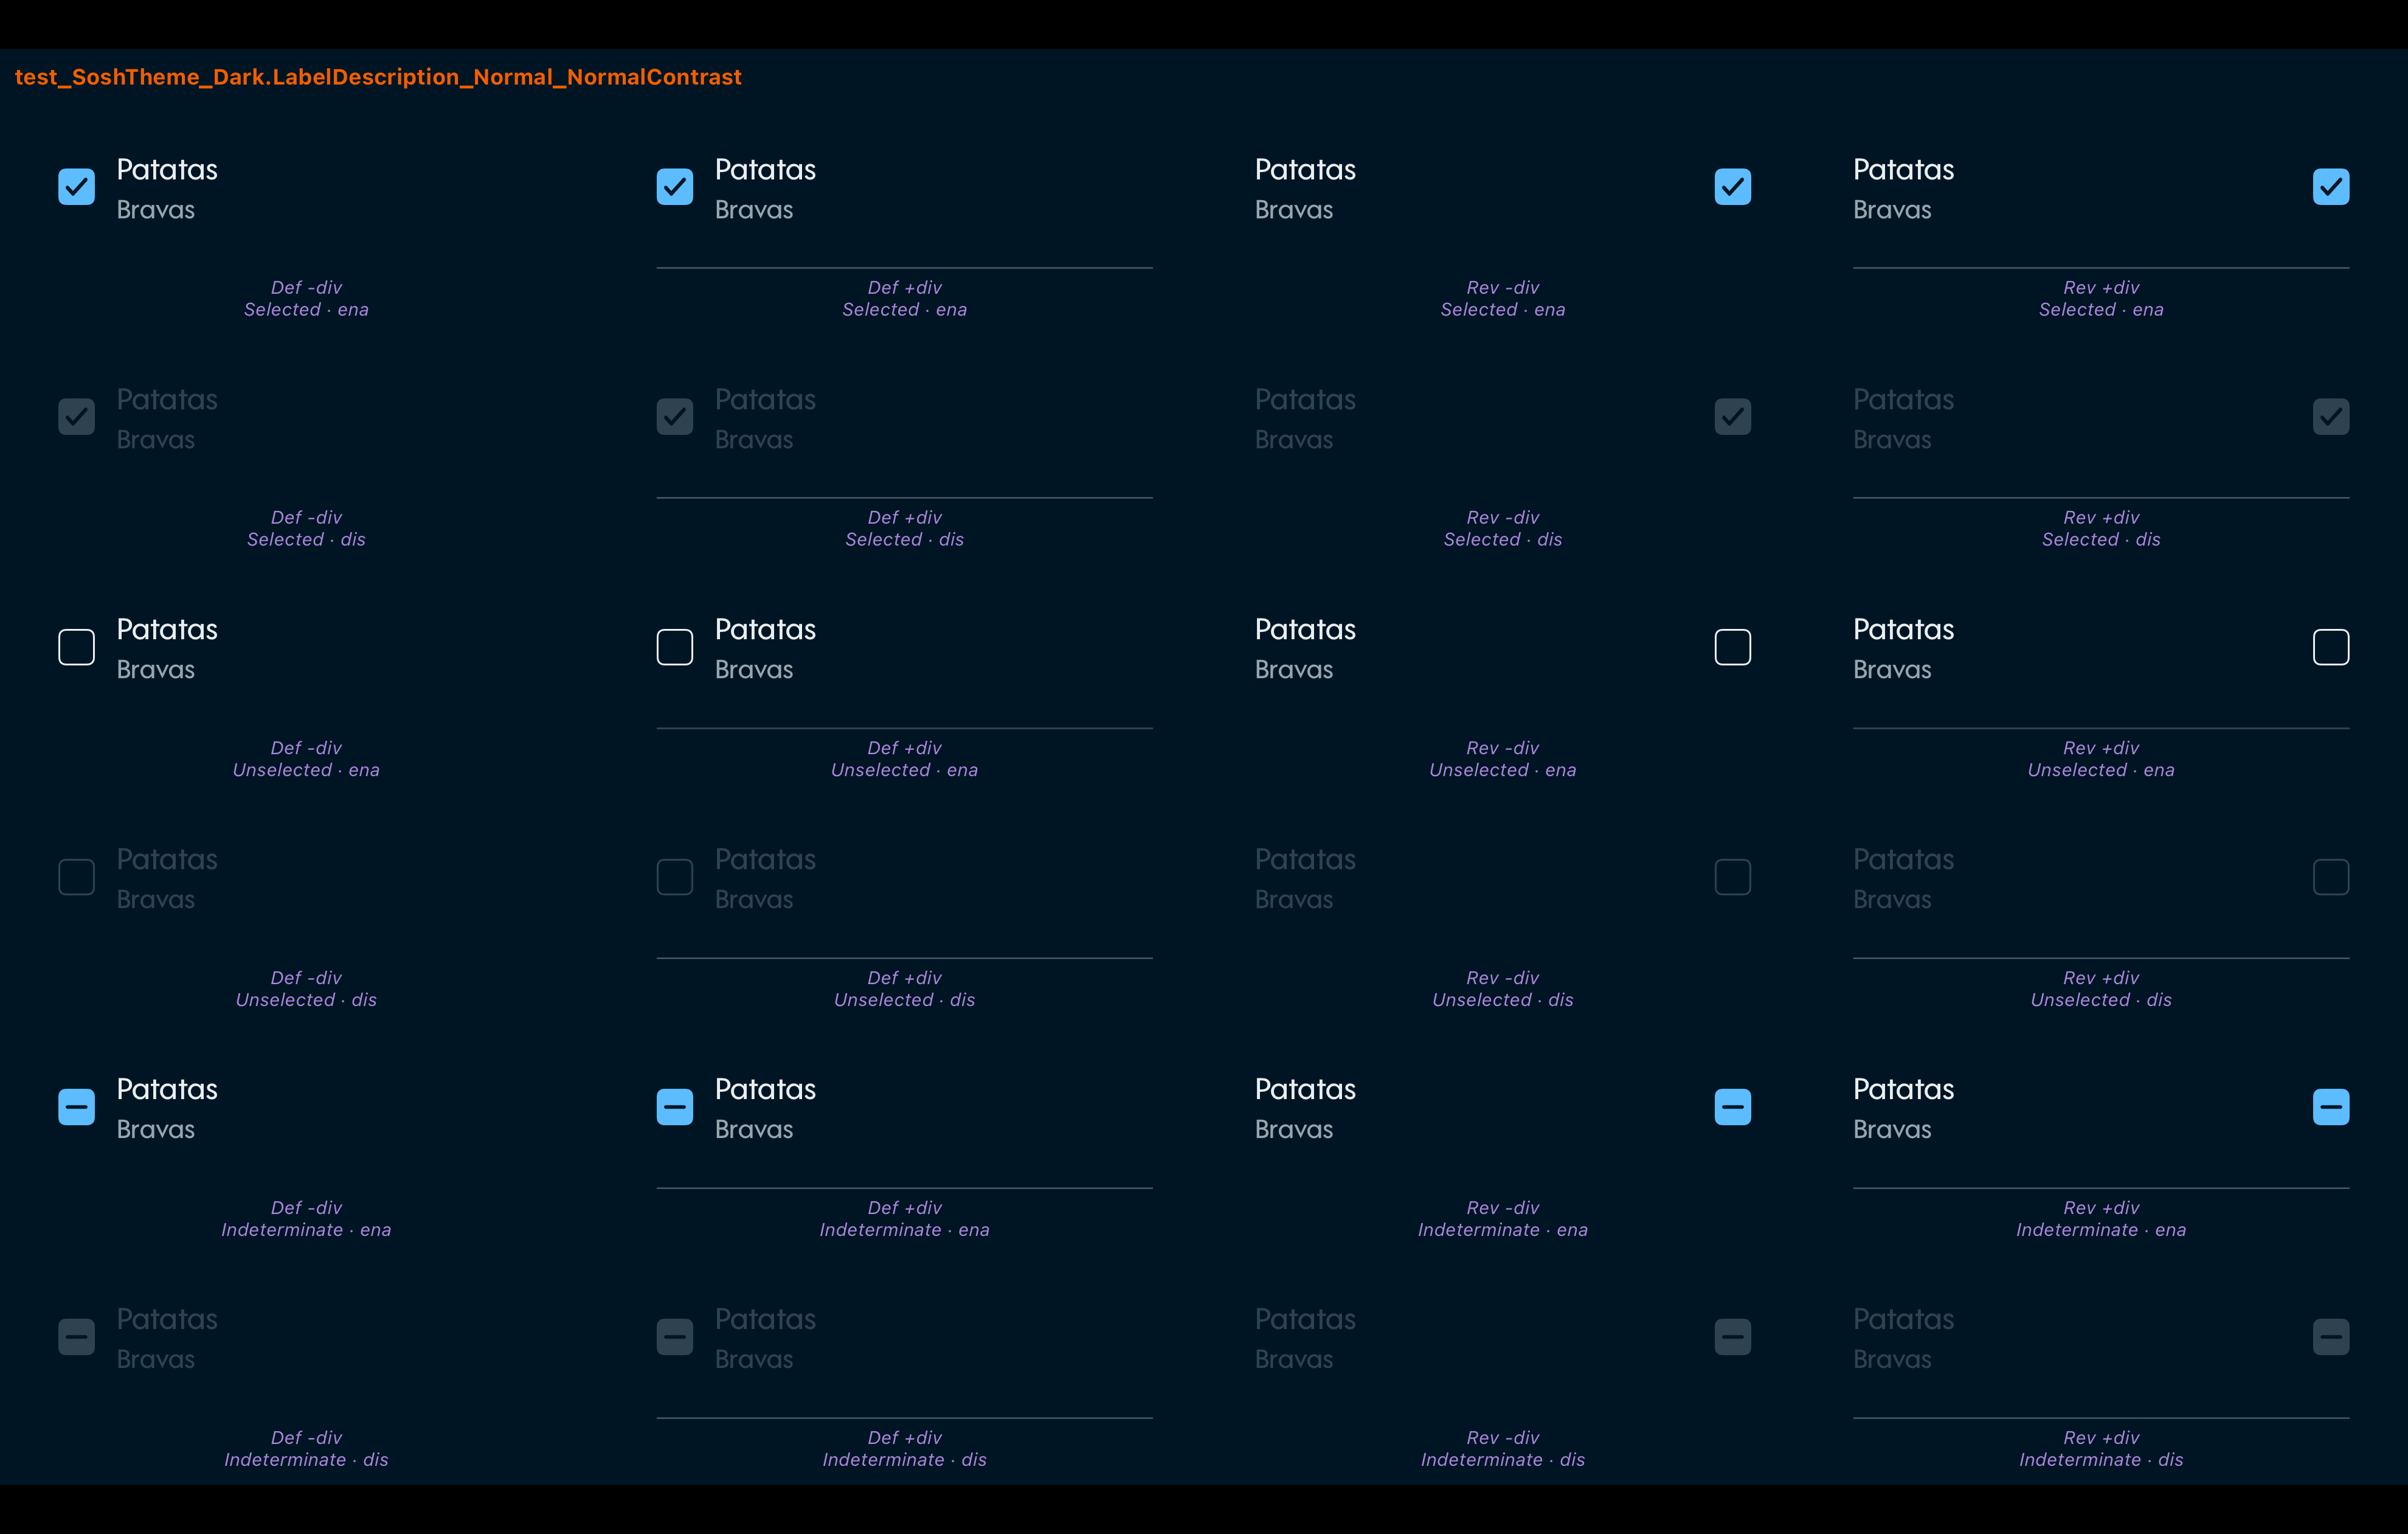 test_SoshTheme_Dark.LabelDescription_Normal_NormalContrast
Patatas
Bravas
Def -div
Selected · ena
Patatas
Bravas
Def +div
Selected · ena
Patatas
Bravas
Rev -div
Selected · ena
Patatas
Bravas
Rev +div
Selected · ena
Patatas
Bravas
Def -div
Selected · dis
Patatas
Bravas
Def +div
Selected · dis
Patatas
Bravas
Rev -div
Selected · dis
Patatas
Bravas
Rev +div
Selected · dis
Patatas
Bravas
Def -div
Unselected · ena
Patatas
Bravas
Def +div
Unselected · ena
Patatas
Bravas
Rev -div
Unselected · ena
Patatas
Bravas
Rev +div
Unselected · ena
Patatas
Bravas
Def -div
Unselected · dis
Patatas
Bravas
Def +div
Unselected · dis
Patatas
Bravas
Rev -div
Unselected · dis
Patatas
Bravas
Rev +div
Unselected · dis
Patatas
Bravas
Def -div
Indeterminate · ena
Patatas
Bravas
Def +div
Indeterminate · ena
Patatas
Bravas
Rev -div
Indeterminate · ena
Patatas
Bravas
Rev +div
Indeterminate · ena
Patatas
Bravas
Def -div
Indeterminate · dis
Patatas
Bravas
Def +div
Indeterminate · dis
Patatas
Bravas
Rev -div
Indeterminate · dis
Patatas
Bravas
Rev +div
Indeterminate · dis